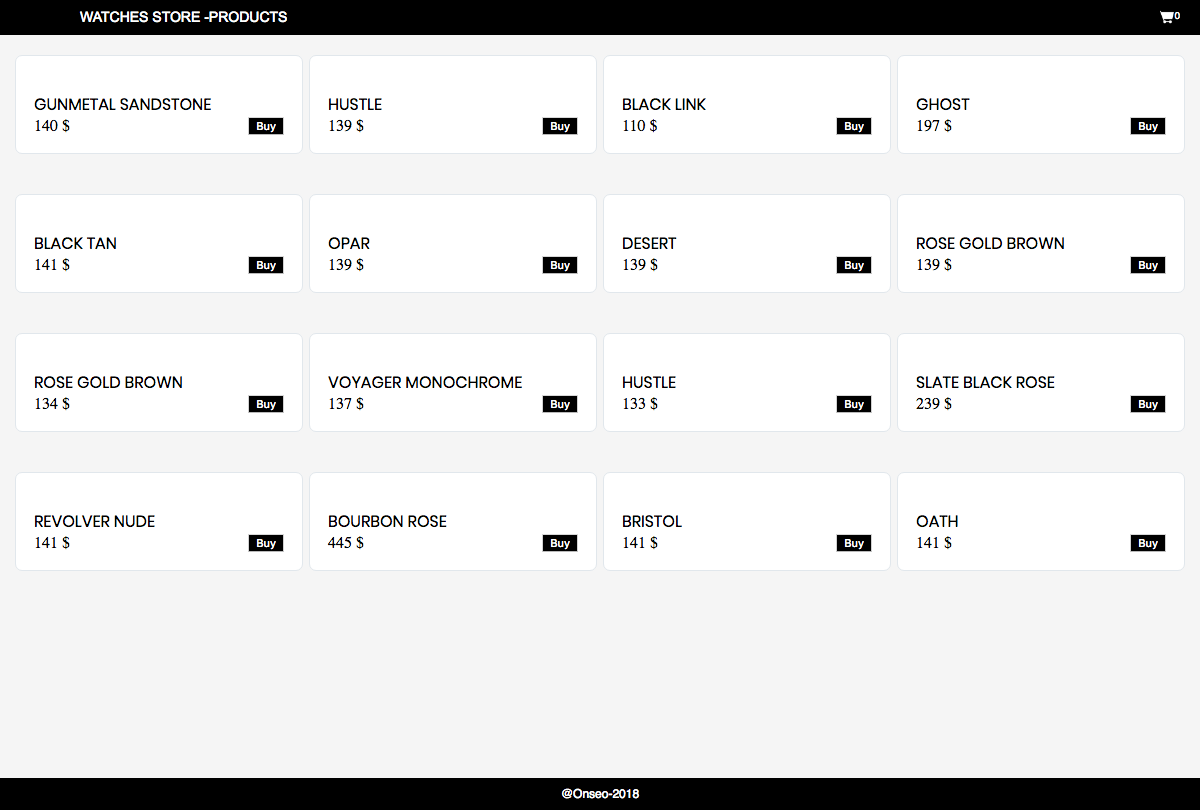 WATCHES STORE -PRODUCTS
0
GUNMETAL SANDSTONE
140 $
Buy
HUSTLE
139 $
Buy
BLACK LINK
110 $
Buy
GHOST
197 $
Buy
BLACK TAN
141 $
Buy
OPAR
139 $
Buy
DESERT
139 $
Buy
ROSE GOLD BROWN
139 $
Buy
ROSE GOLD BROWN
134 $
Buy
VOYAGER MONOCHROME
137 $
Buy
HUSTLE
133 $
Buy
SLATE BLACK ROSE
239 $
Buy
REVOLVER NUDE
141 $
Buy
BOURBON ROSE
445 $
Buy
BRISTOL
141 $
Buy
OATH
141 $
Buy
@Onseo-2018